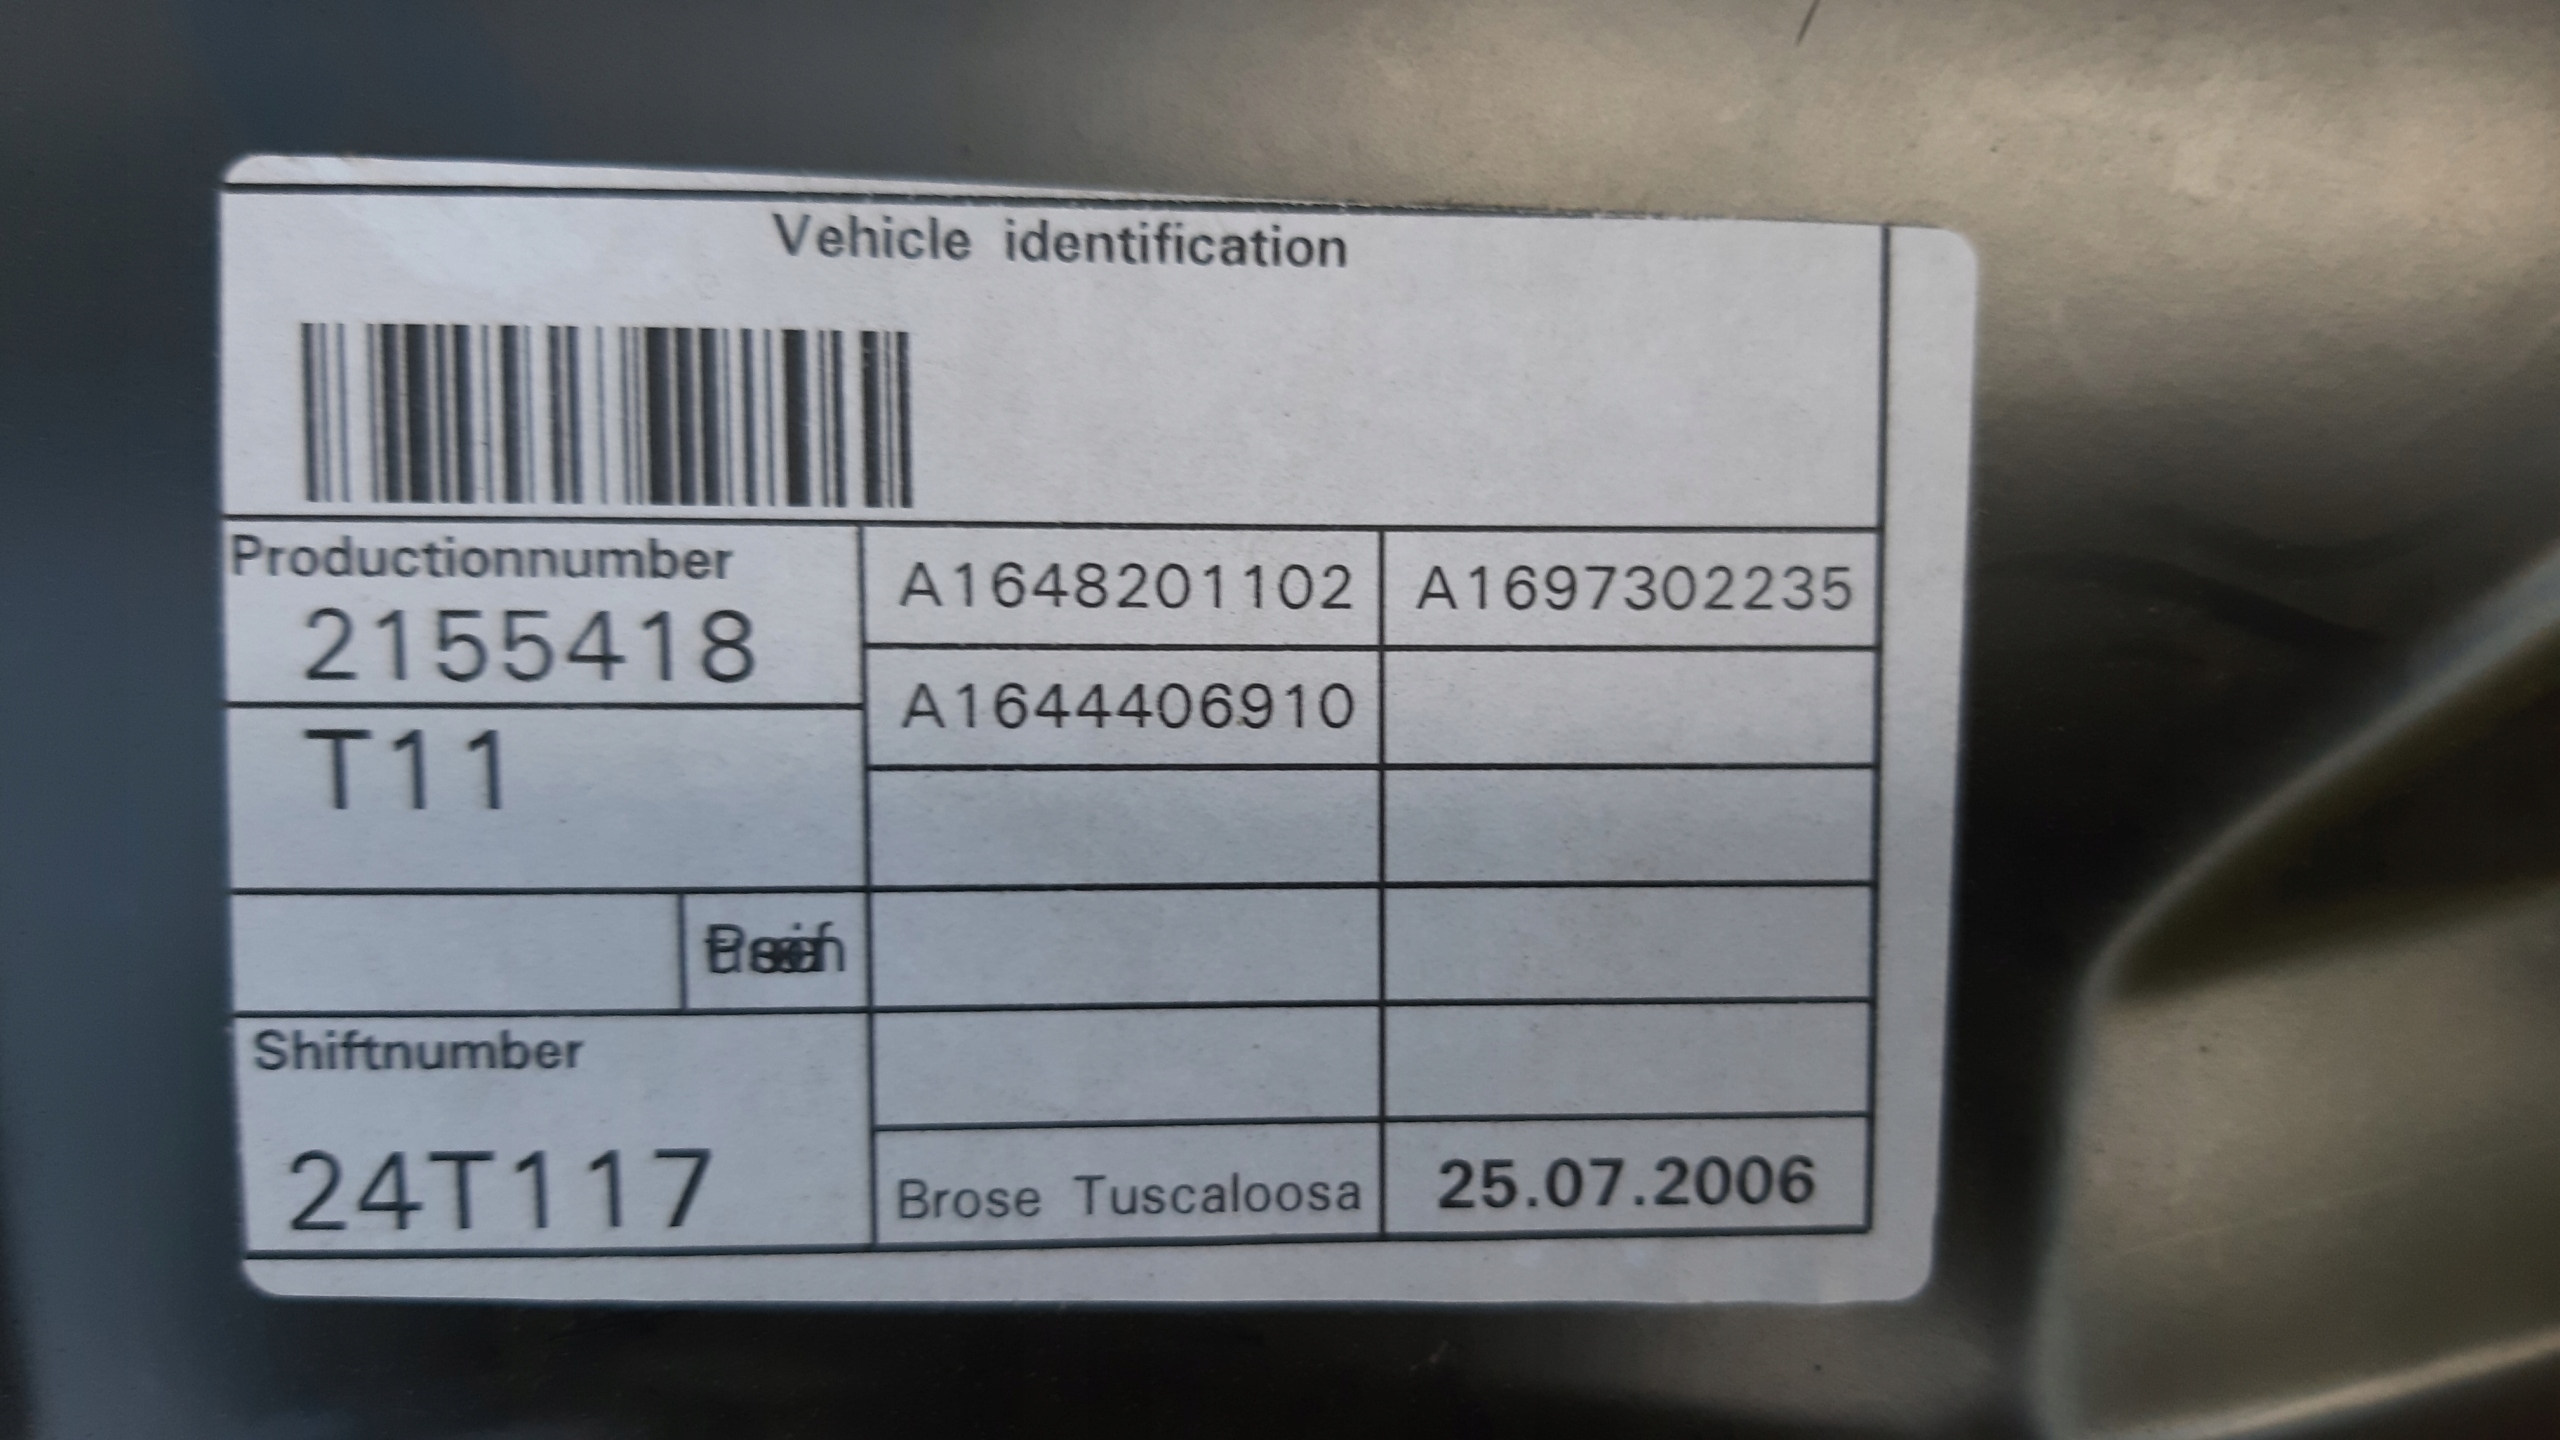 Vehicle identification
Productionnumber
2155418
A1648201102
A1697302235
A1644406910
T11
Shiftnumber
24T117
Brose Tuscaloosa
25.07.2006